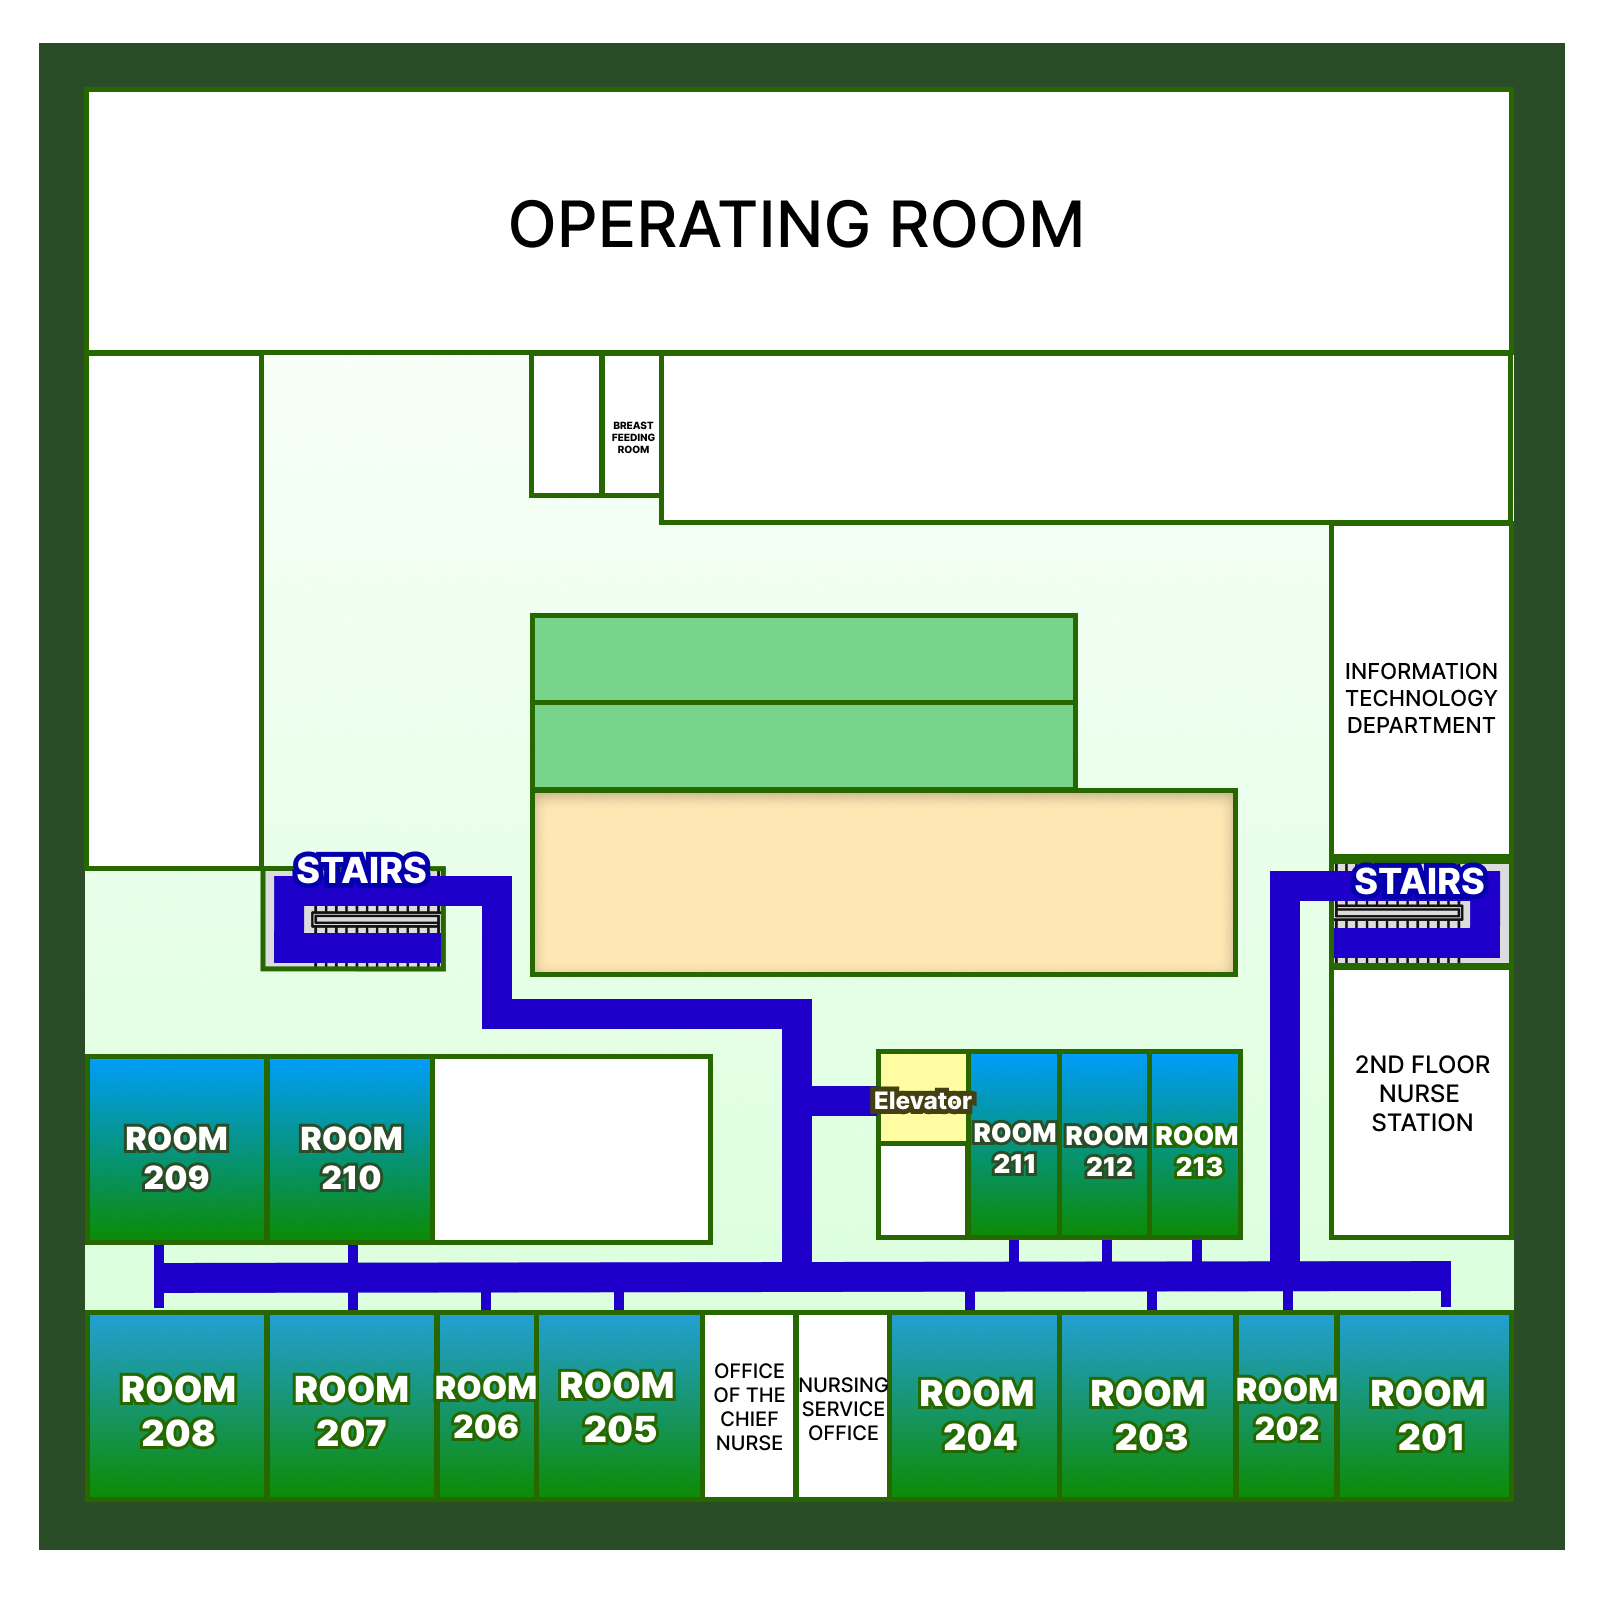 OPERATING ROOM
BREAST
FEEDING
ROOM
INFORMATION
TECHNOLOGY
DEPARTMENT
STAIRS
STAIRS
2ND FLOOR
NURSE
STATION
Elevator
ROOM
209
ROOM
210
ROOM
211
ROOM
212
ROOM
213
ROOM
208
ROOM
207
ROOM
206
ROOM
205
OFFICE
OF THE
CHIEF
NURSE
NURSING
SERVICE
OFFICE
ROOM
204
ROOM
203
ROOM
202
ROOM
201